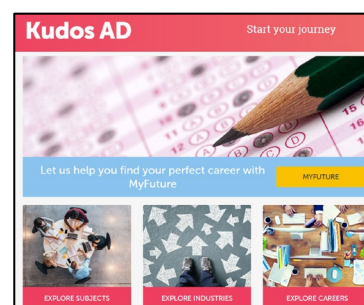 Kudos AD
Start your journey
Let us help you find your perfect career with
MyFuture
MYFUTURE
EXPLORE SUBJECTS
EXPLORE INDUSTRIES
EXPLORE CAREERS